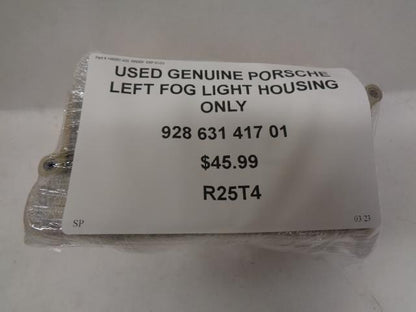 USED GENUINE PORSCHE
LEFT FOG LIGHT HOUSING
ONLY
928 631 417 01
$45.99
R25T4
SP
03/23